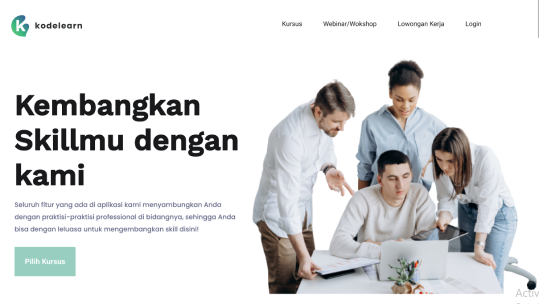 kodelearn
Kursus
Webinar/Wokshop
Lowongan Kerja
Login
Kembangkan
Skillmu dengan
kami
Seluruh fitur yang ada di aplikasi kami menyambungkan Anda
dengan praktisi-praktisi professional di bidangnya, sehingga Anda
bisa dengan leluasa untuk mengembangkan skill disini!
Pilih Kursus
Activ